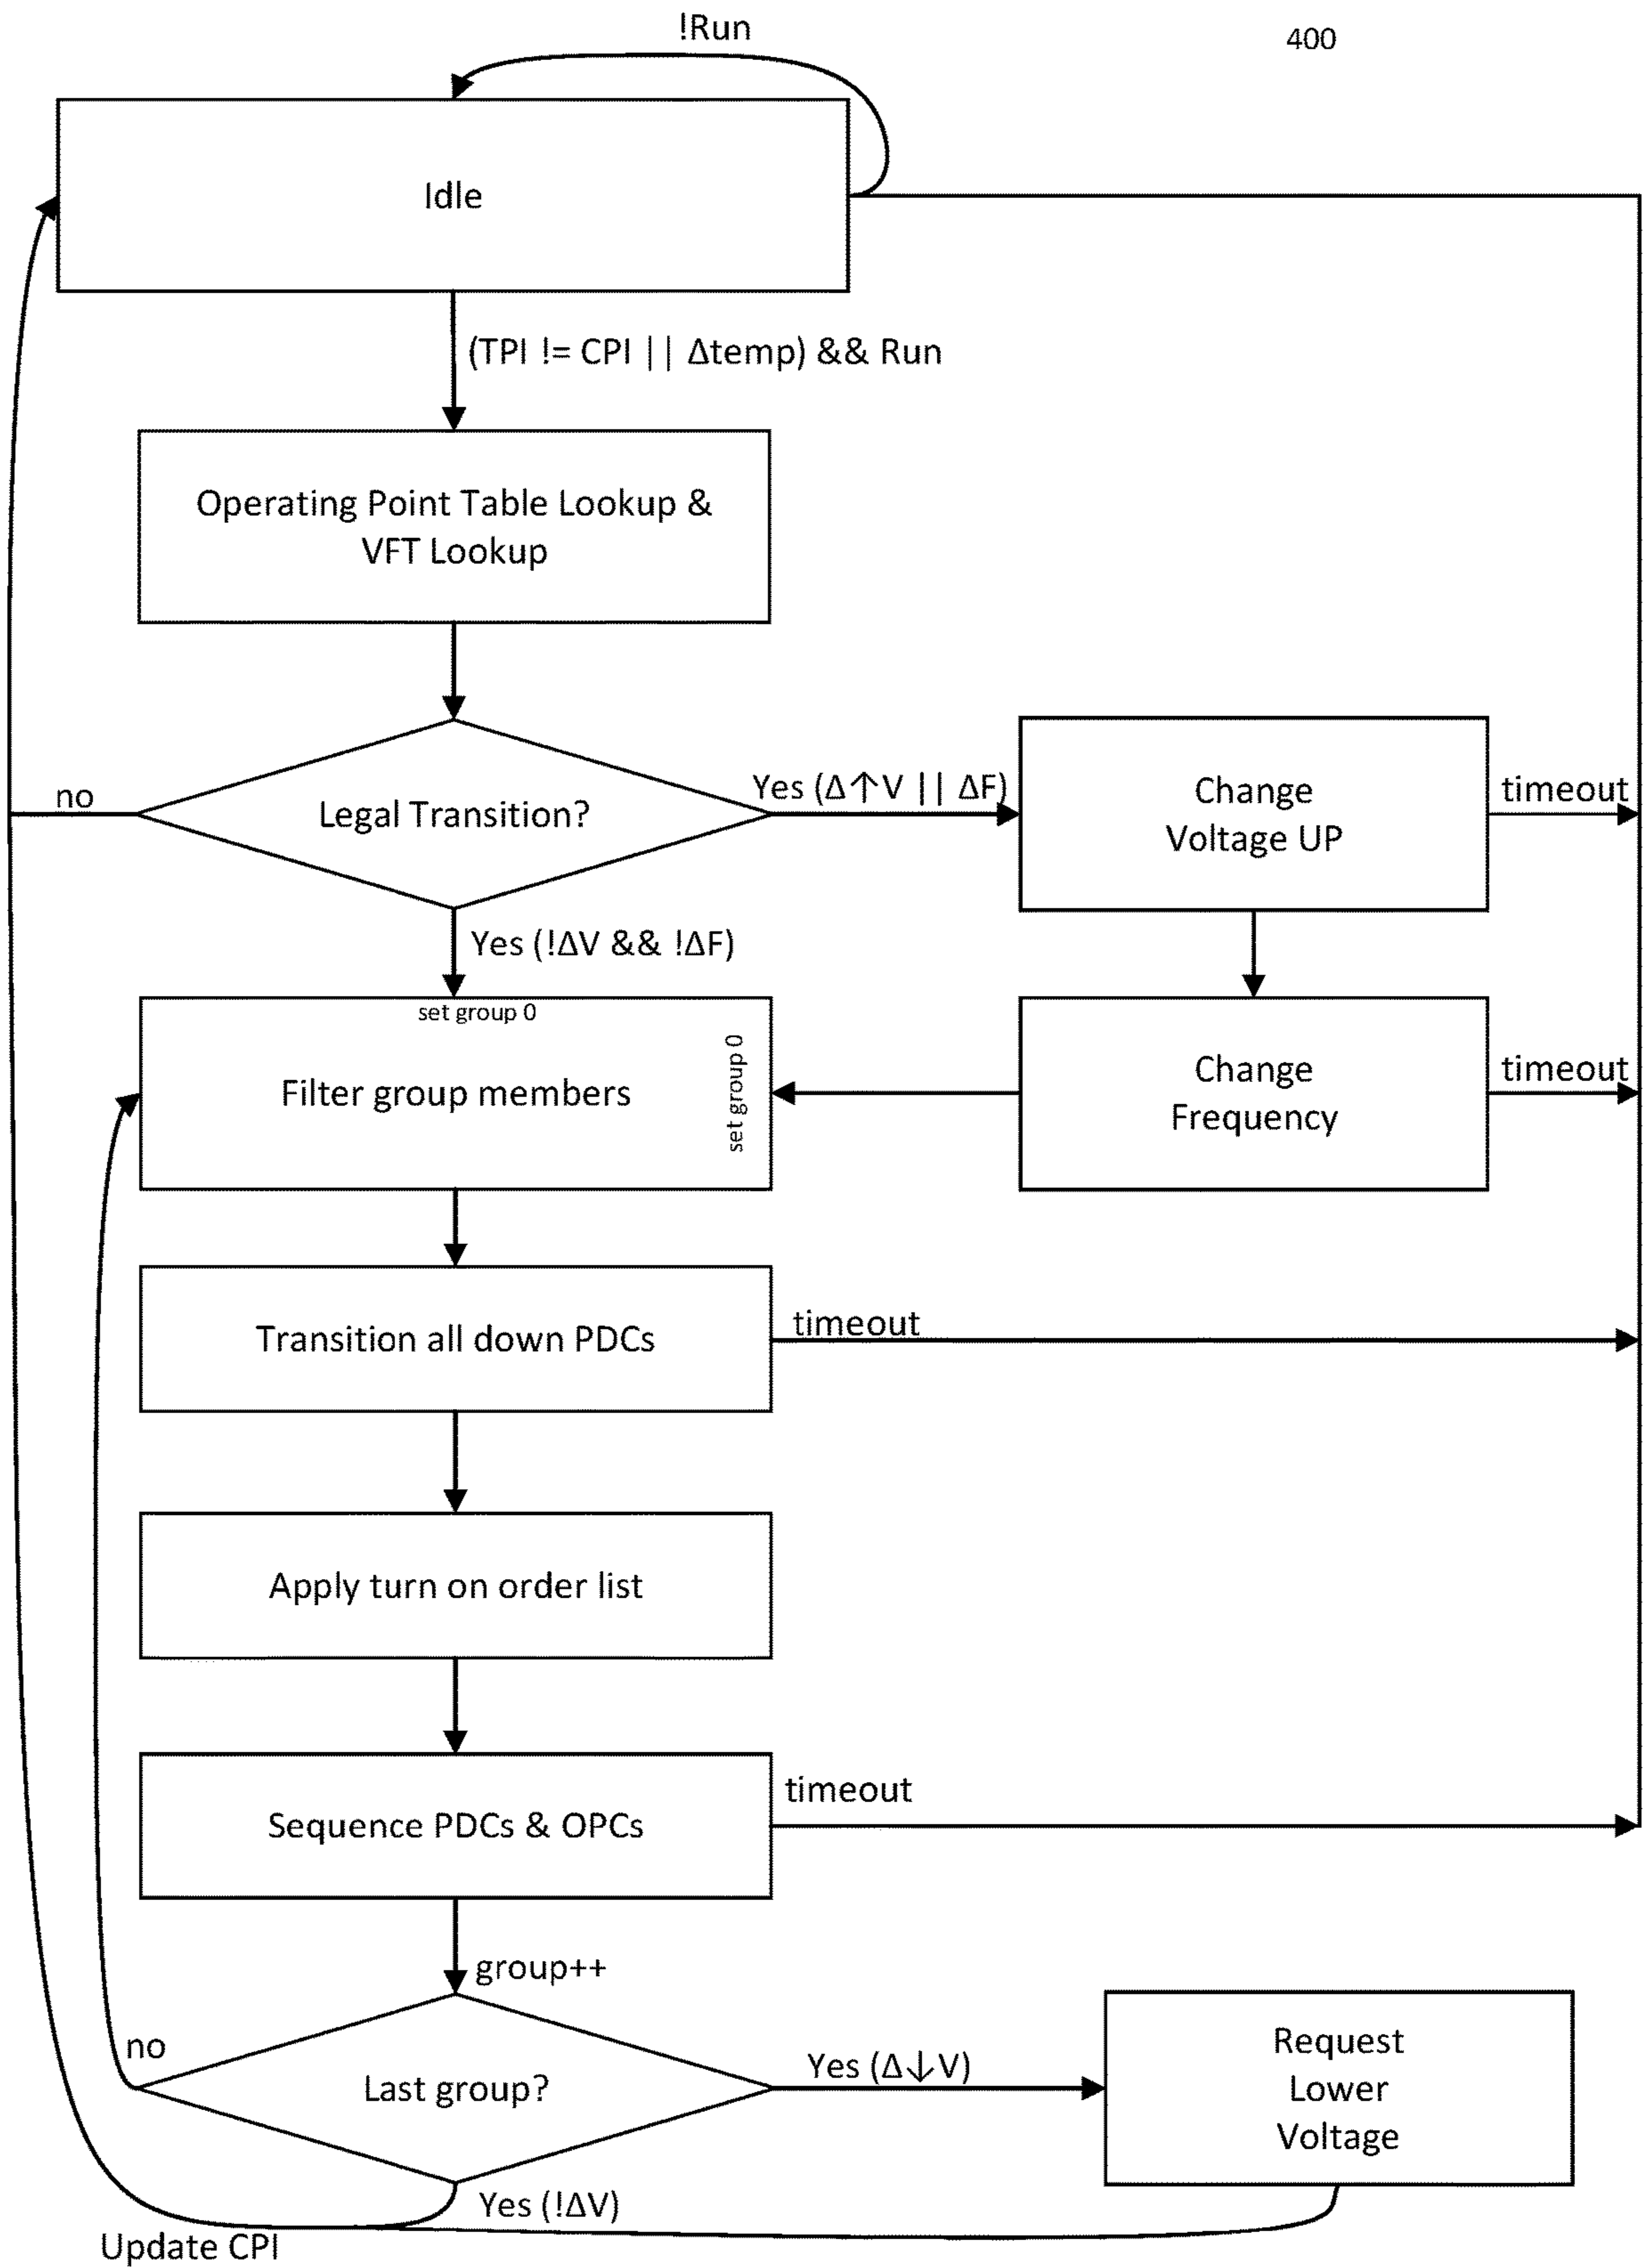 !Run
400
Idle
(TPI != CPI || Δtemp) && Run
Operating Point Table Lookup &
VFT Lookup
no
Legal Transition?
Yes (Δ↑V || ΔF)
Change
Voltage UP
timeout
Yes (!ΔV && !ΔF)
set group 0
Filter group members
set group 0
Change
Frequency
timeout
Transition all down PDCs
timeout
Apply turn on order list
Sequence PDCs & OPCs
timeout
group++
no
Last group?
Yes (Δ↓V)
Request
Lower
Voltage
Yes (!ΔV)
Update CPI